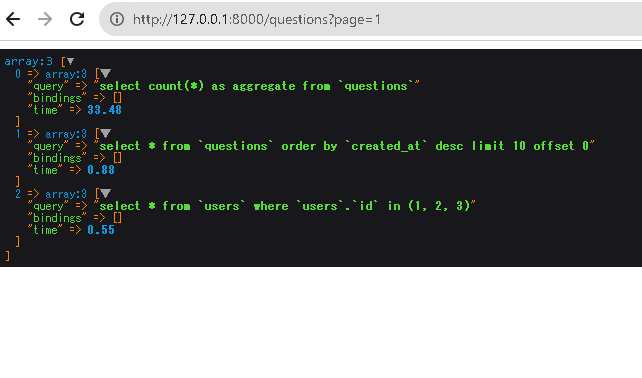 http://127.0.0.1:8000/questions?page=1
array:3 [▼
  0 => array:3 [▼
    "query" => "select count(*) as aggregate from `questions`"
    "bindings" => []
    "time" => 33.48
  ]
  1 => array:3 [▼
    "query" => "select * from `questions` order by `created_at` desc limit 10 offset 0"
    "bindings" => []
    "time" => 0.88
  ]
  2 => array:3 [▼
    "query" => "select * from `users` where `users`.`id` in (1, 2, 3)"
    "bindings" => []
    "time" => 0.55
  ]
]